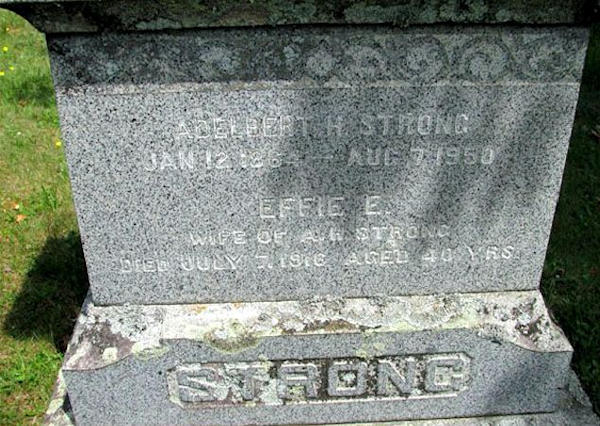 ADELBERT H. STRONG
JAN 12, 1864 – AUG 7, 1950
EFFIE E.
WIFE OF A. H. STRONG
DIED JULY 7, 1916 AGED 40 YRS.
STRONG